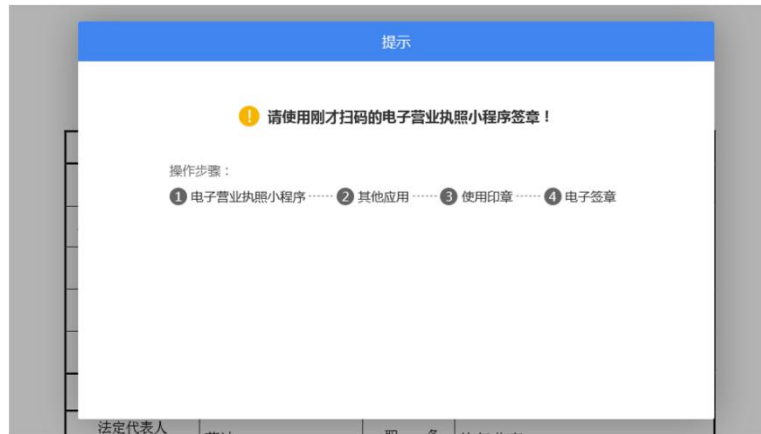 提示
请使用刚才扫码的电子营业执照小程序签章！
操作步骤：
1 电子营业执照小程序 ······ 2 其他应用 ······ 3 使用印章 ······ 4 电子签章
法定代表人